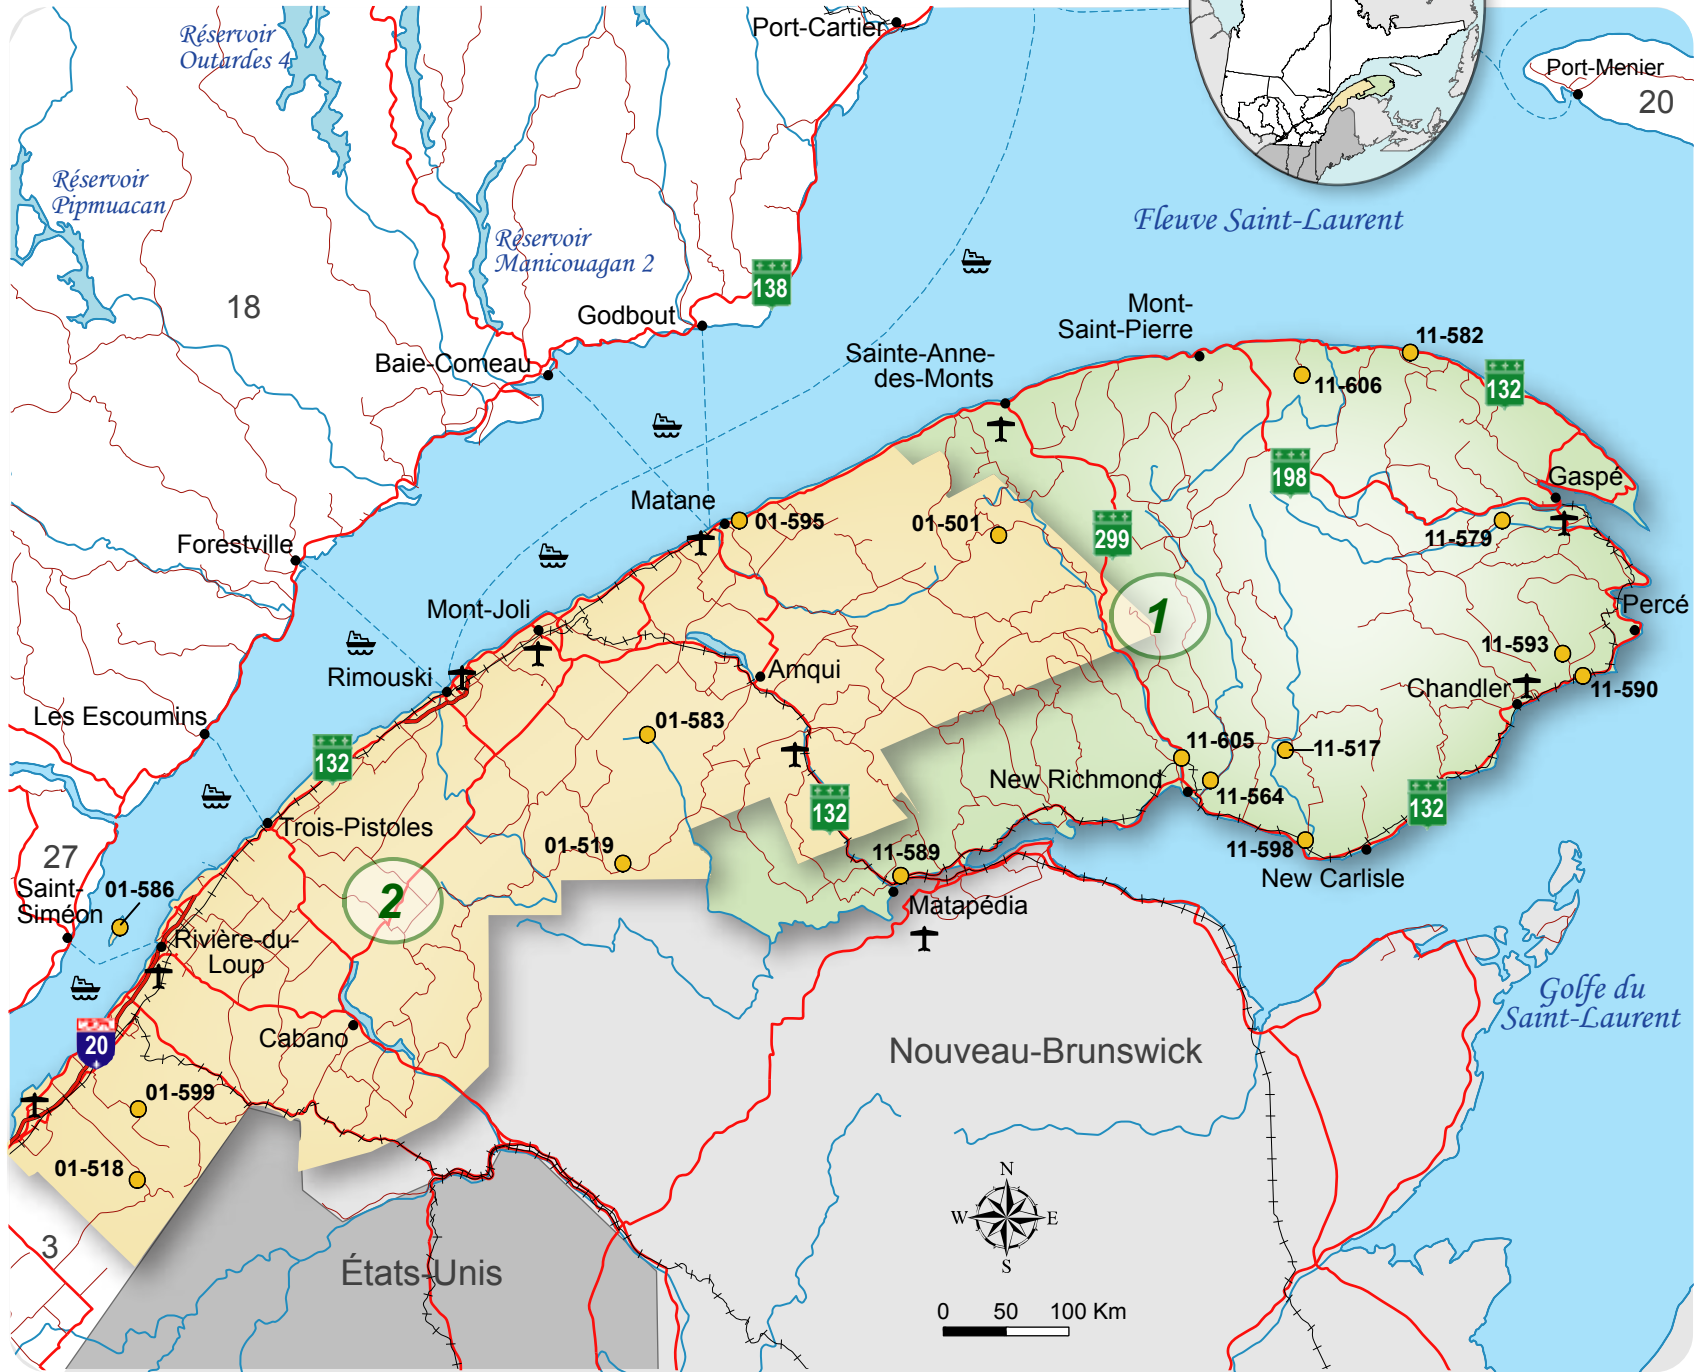 Port-Cartier
Réservoir
Outardes 4
Port-Menier
20
Réservoir
Pipmuacan
Fleuve Saint-Laurent
Réservoir
Manicouagan 2
138
18
Godbout
Mont-
Saint-Pierre
11-582
Baie-Comeau
Sainte-Anne-
des-Monts
11-606
132
198
Gaspé
Matane
01-595
01-501
299
11-579
Forestville
Mont-Joli
1
Percé
11-593
Rimouski
Amqui
Chandler
11-590
Les Escoumins
01-583
11-605
11-517
132
New Richmond
11-564
132
132
Trois-Pistoles
01-519
11-589
11-598
27
Saint-
Siméon
01-586
2
New Carlisle
Matapédia
Rivière-du-
Loup
Golfe du
Saint-Laurent
Cabano
20
Nouveau-Brunswick
01-599
01-518
N
W
E
S
3
États-Unis
0
50
100 Km